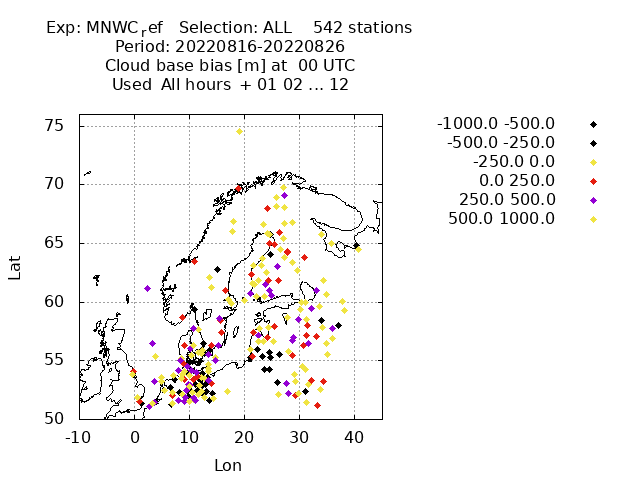 Exp: MNWC_ref   Selection: ALL    542 stations
Period: 20220816-20220826
Cloud base bias [m] at  00 UTC
Used  All hours  + 01 02 ... 12
-1000.0 -500.0
-500.0 -250.0
-250.0 0.0
0.0 250.0
250.0 500.0
500.0 1000.0
75
70
65
60
55
50
Lat
-10 0 10 20 30 40
Lon